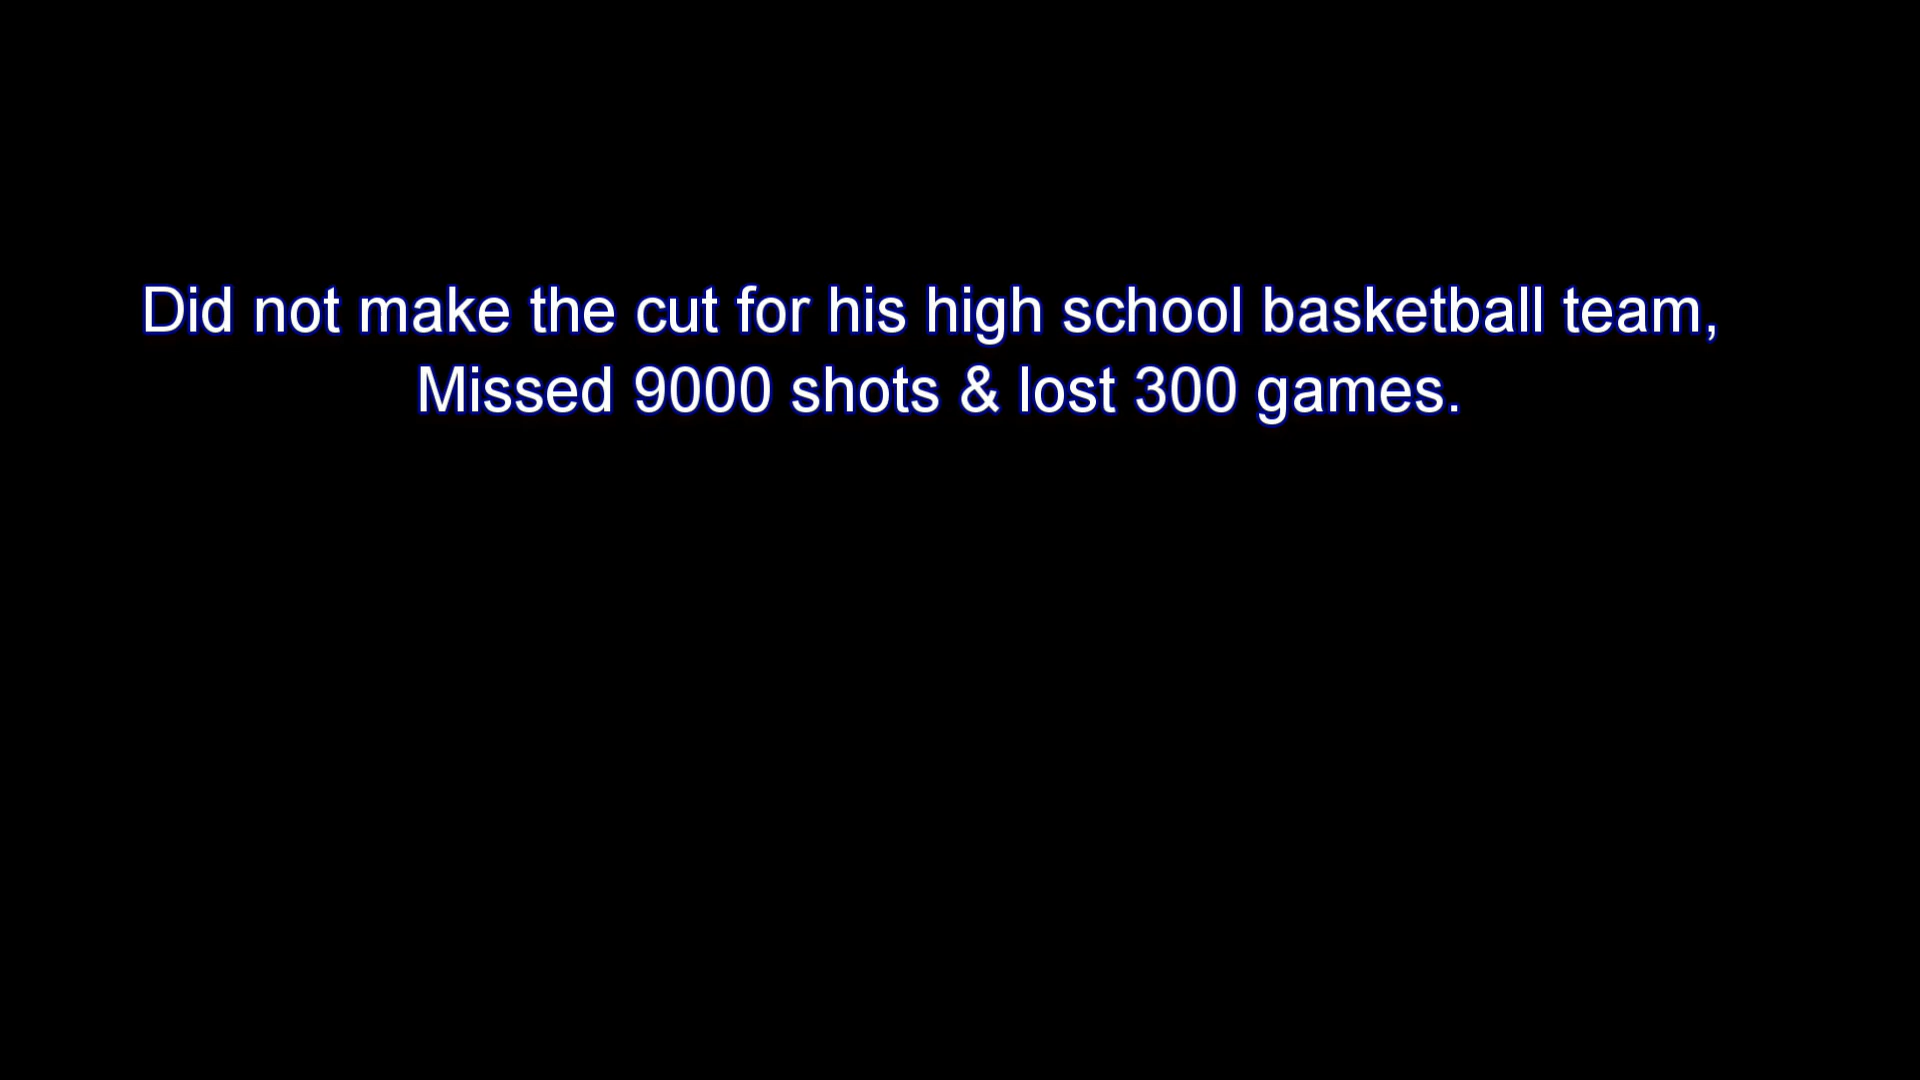 Did not make the cut for his high school basketball team,
Missed 9000 shots & lost 300 games.